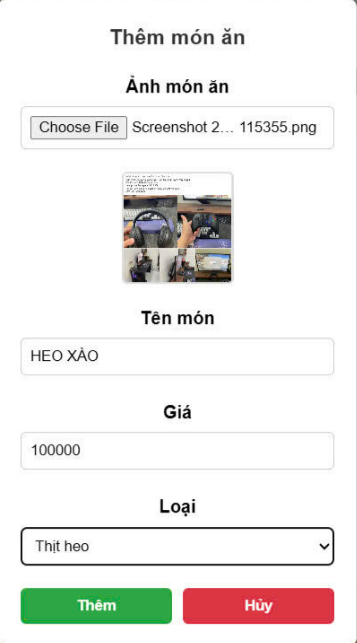 Thêm món ăn
Ảnh món ăn
Choose File Screenshot 2... 115355.png
Tên món
HEO XÀO
Giá
100000
Loại
Thịt heo
Thêm Hủy